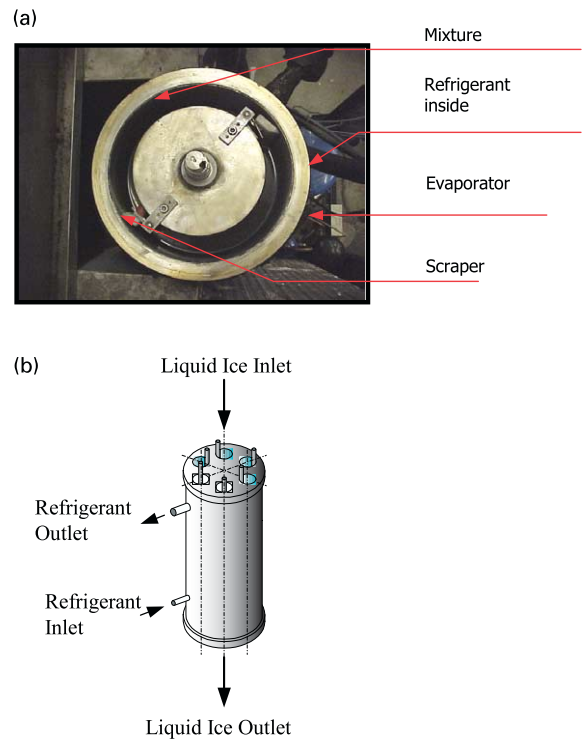 (a)
Mixture
Refrigerant
inside
Evaporator
Scraper
(b)
Liquid Ice Inlet
Refrigerant
Outlet
Refrigerant
Inlet
Liquid Ice Outlet